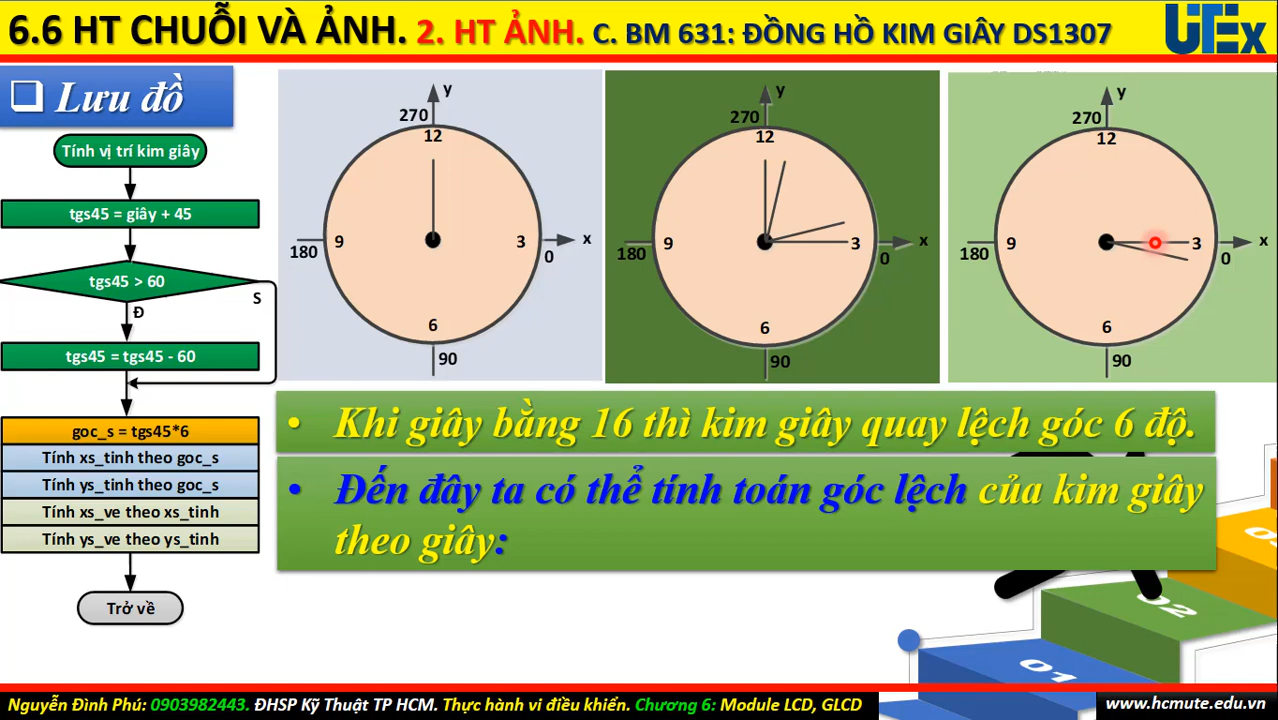 6.6 HT CHUỖI VÀ ẢNH. 2. HT ẢNH. C. BM 631: ĐỒNG HỒ KIM GIÂY DS1307
UTEx
Lưu đồ
Tính vị trí kim giây
tgs45 = giây + 45
tgs45 > 60
S
Đ
tgs45 = tgs45 - 60
goc_s = tgs45*6
Tính xs_tinh theo goc_s
Tính ys_tinh theo goc_s
Tính xs_ve theo xs_tinh
Tính ys_ve theo ys_tinh
Trở về
y
270
12
9
3
x
180
0
6
90
y
270
12
9
3
x
180
0
6
90
y
270
12
9
3
x
180
0
6
90
• Khi giây bằng 16 thì kim giây quay lệch góc 6 độ.
• Đến đây ta có thể tính toán góc lệch của kim giây
theo giây:
02
01
Nguyễn Đình Phú: 0903982443. ĐHSP Kỹ Thuật TP HCM. Thực hành vi điều khiển. Chương 6: Module LCD, GLCD
www.hcmute.edu.vn